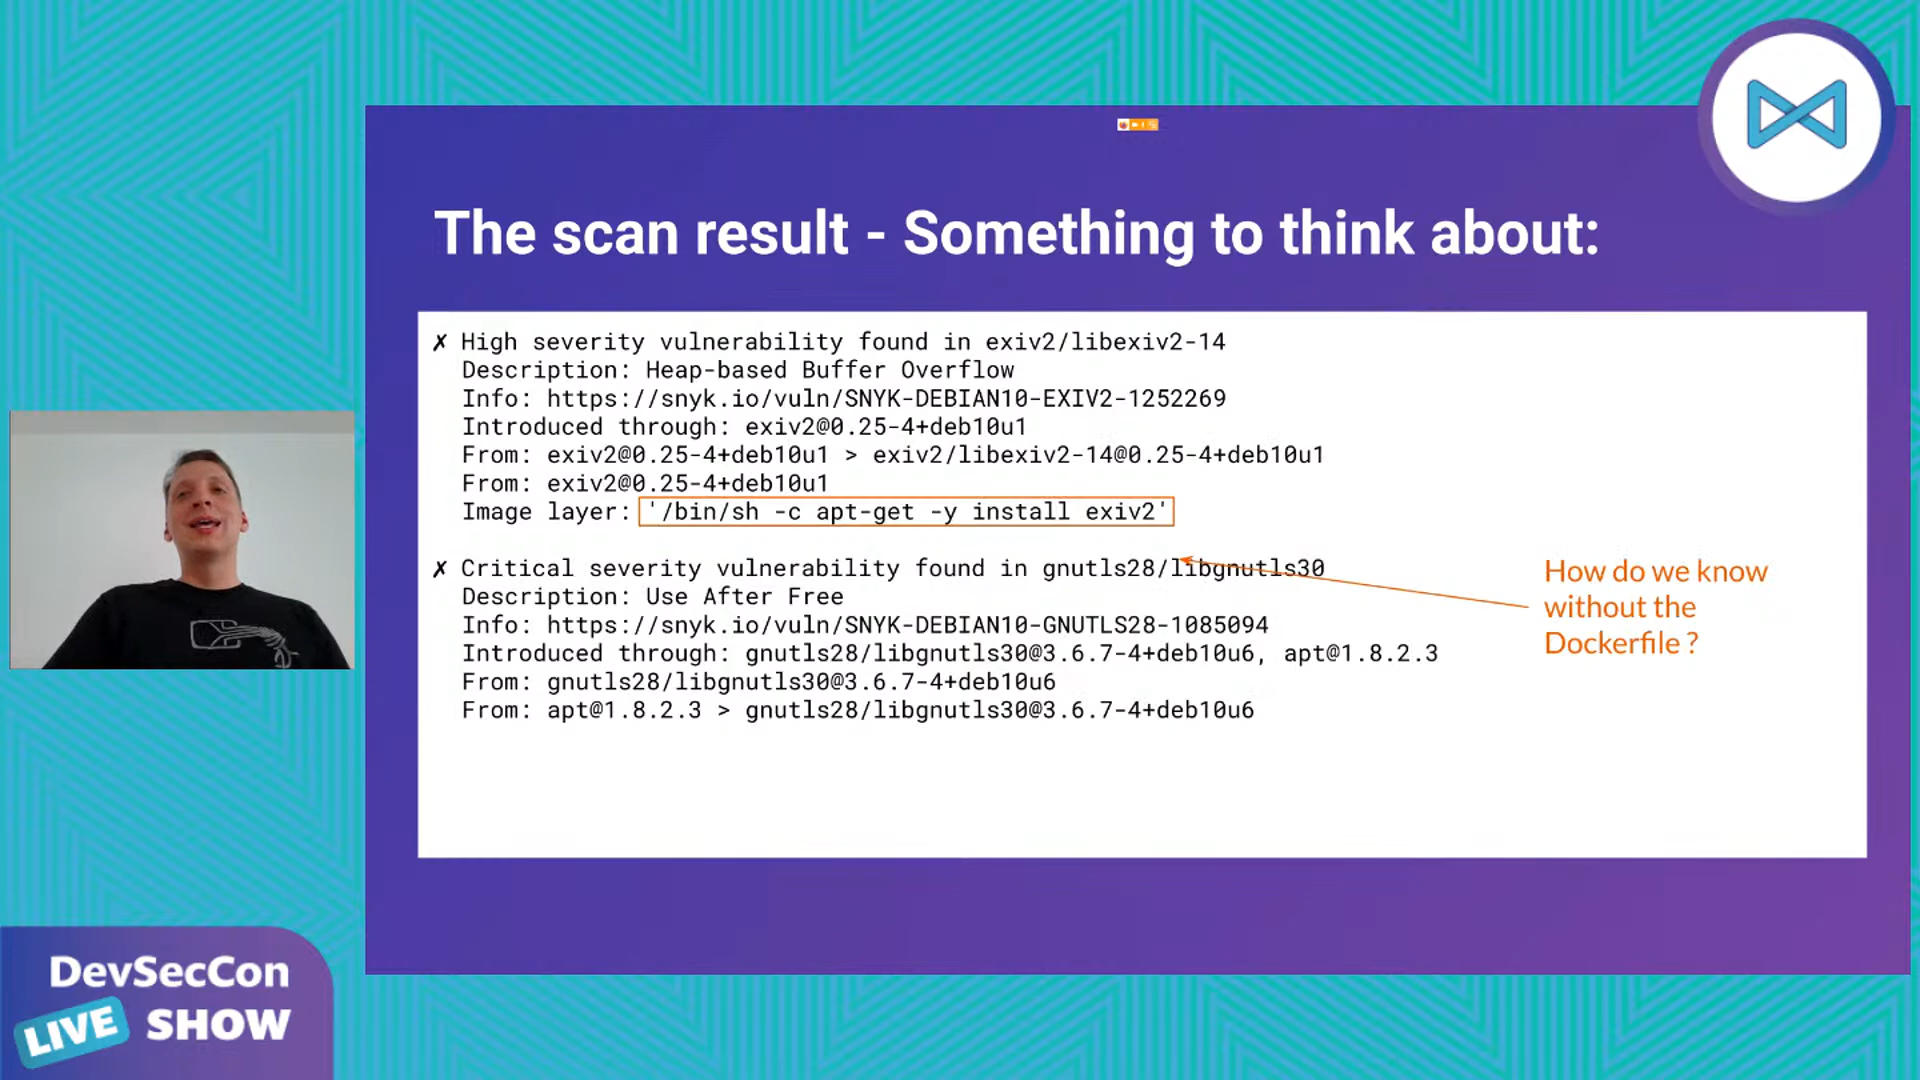 The scan result - Something to think about:
✗ High severity vulnerability found in exiv2/libexiv2-14
Description: Heap-based Buffer Overflow
Info: https://snyk.io/vuln/SNYK-DEBIAN10-EXIV2-1252269
Introduced through: exiv2@0.25-4+deb10u1
From: exiv2@0.25-4+deb10u1 > exiv2/libexiv2-14@0.25-4+deb10u1
From: exiv2@0.25-4+deb10u1
Image layer: '/bin/sh -c apt-get -y install exiv2'
✗ Critical severity vulnerability found in gnutls28/libgnutls30
Description: Use After Free
Info: https://snyk.io/vuln/SNYK-DEBIAN10-GNUTLS28-1085094
Introduced through: gnutls28/libgnutls30@3.6.7-4+deb10u6, apt@1.8.2.3
From: gnutls28/libgnutls30@3.6.7-4+deb10u6
From: apt@1.8.2.3 > gnutls28/libgnutls30@3.6.7-4+deb10u6
How do we know
without the
Dockerfile ?
DevSecCon
LIVE SHOW